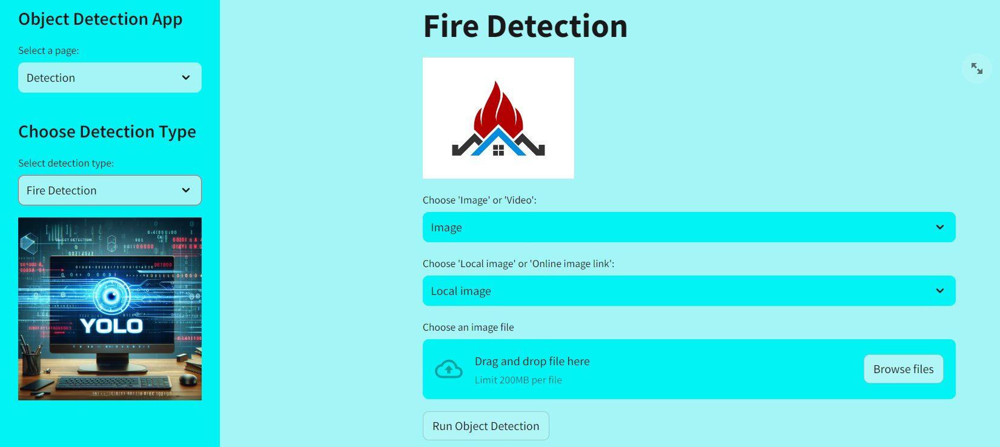 Object Detection App
Select a page:
Detection
Choose Detection Type
Select detection type:
Fire Detection
OBJECT DETECTION
YOLO
Fire Detection
Choose 'Image' or 'Video':
Image
Choose 'Local image' or 'Online image link':
Local image
Choose an image file
Drag and drop file here
Limit 200MB per file
Browse files
Run Object Detection